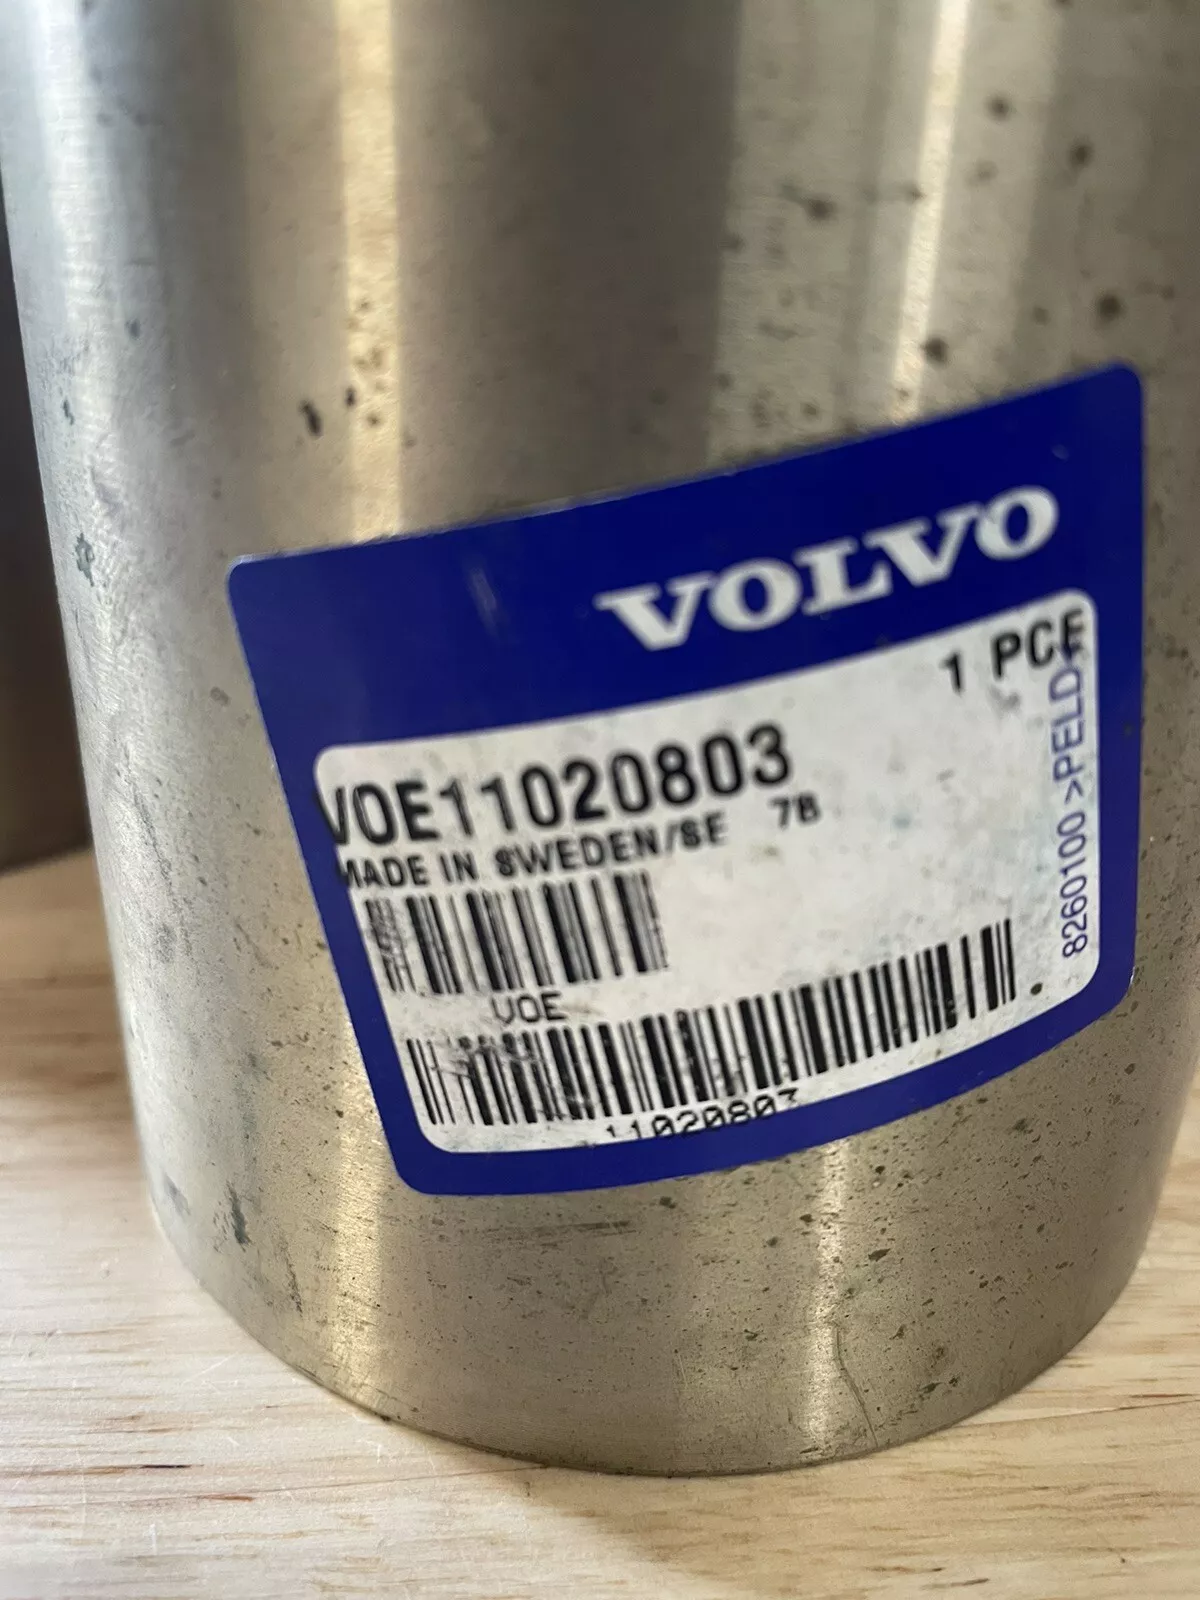 VOLVO
1 PCE
VOE11020803
MADE IN SWEDEN/SE 7B
VOE
11020803
8260100 >PELD<